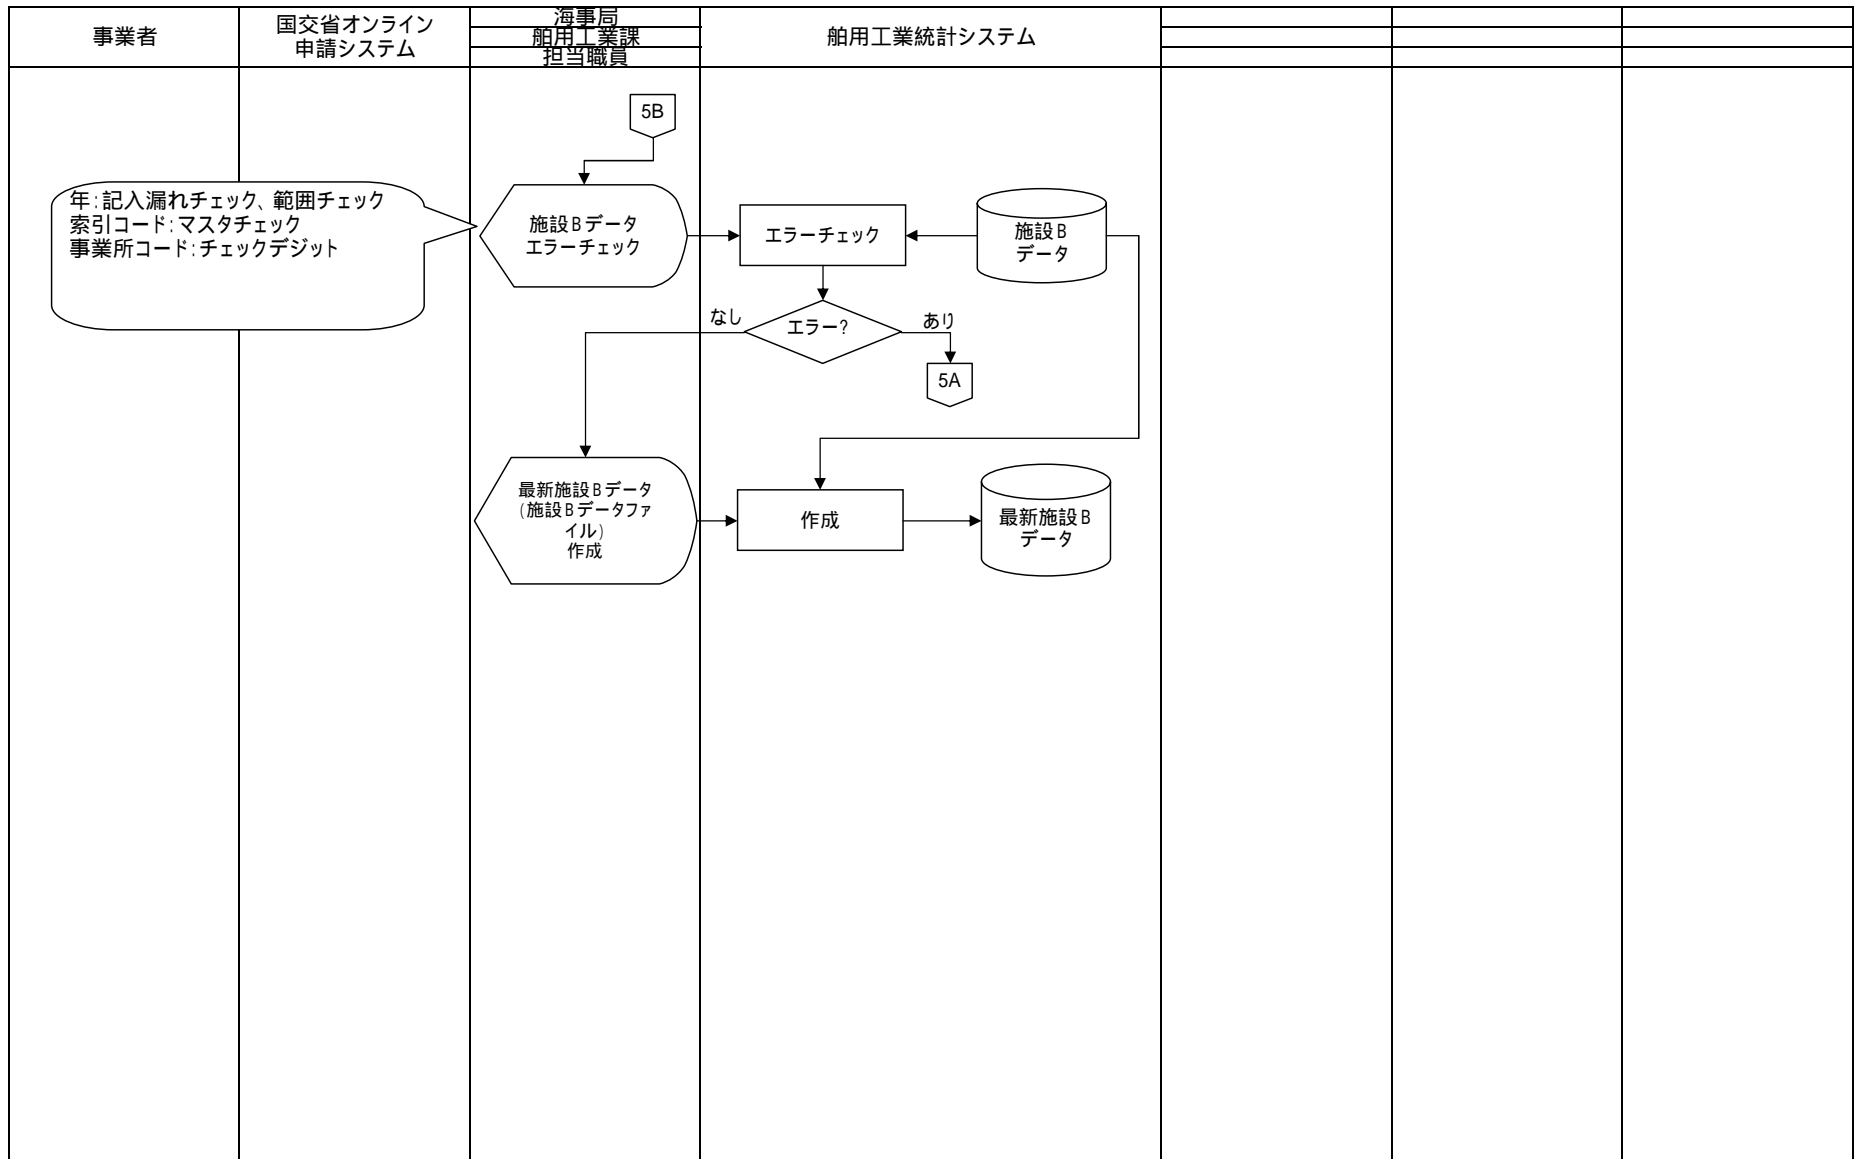 事業者
国交省オンライン
申請システム
海事局
舶用工業課
担当職員
舶用工業統計システム
5B
年:記入漏れチェック、範囲チェック
索引コード:マスタチェック
事業所コード:チェックデジット
施設Bデータ
エラーチェック
エラーチェック
施設B
データ
なし
エラー?
あり
5A
最新施設Bデータ
(施設Bデータファ
イル)
作成
作成
最新施設B
データ